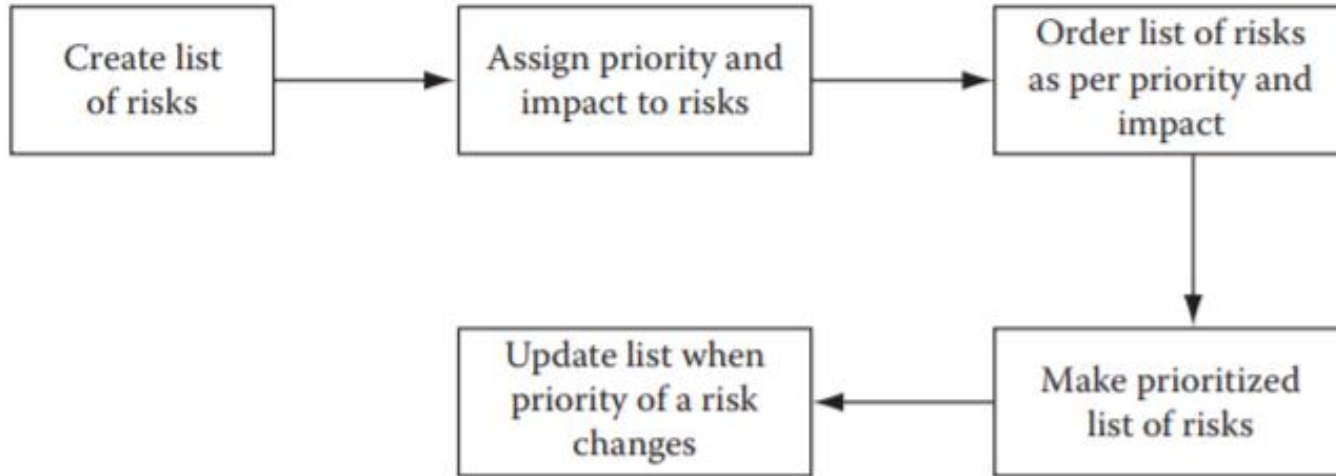 Create list
of risks
Assign priority and
impact to risks
Order list of risks
as per priority and
impact
Make prioritized
list of risks
Update list when
priority of a risk
changes